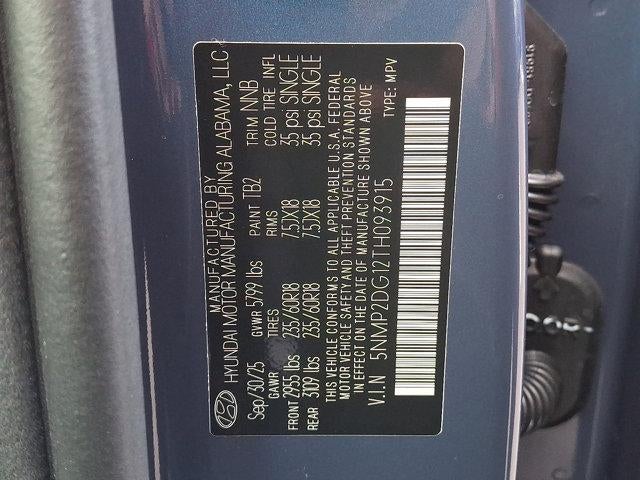 MANUFACTURED BY
HYUNDAI MOTOR MANUFACTURING ALABAMA, LLC
Sep/30/25 GVWR 5799 lbs PAINT TB2 TRIM NNB
GAWR TIRES RIMS COLD TIRE INFL
FRONT 2955 lbs 235/60R18 7.5JX18 35 psi SINGLE
REAR 3109 lbs 235/60R18 7.5JX18 35 psi SINGLE
THIS VEHICLE CONFORMS TO ALL APPLICABLE U.S.A. FEDERAL
MOTOR VEHICLE SAFETY AND THEFT PREVENTION STANDARDS
IN EFFECT ON THE DATE OF MANUFACTURE SHOWN ABOVE
V.I.N 5NMP2DG12TH093915 TYPE: MPV